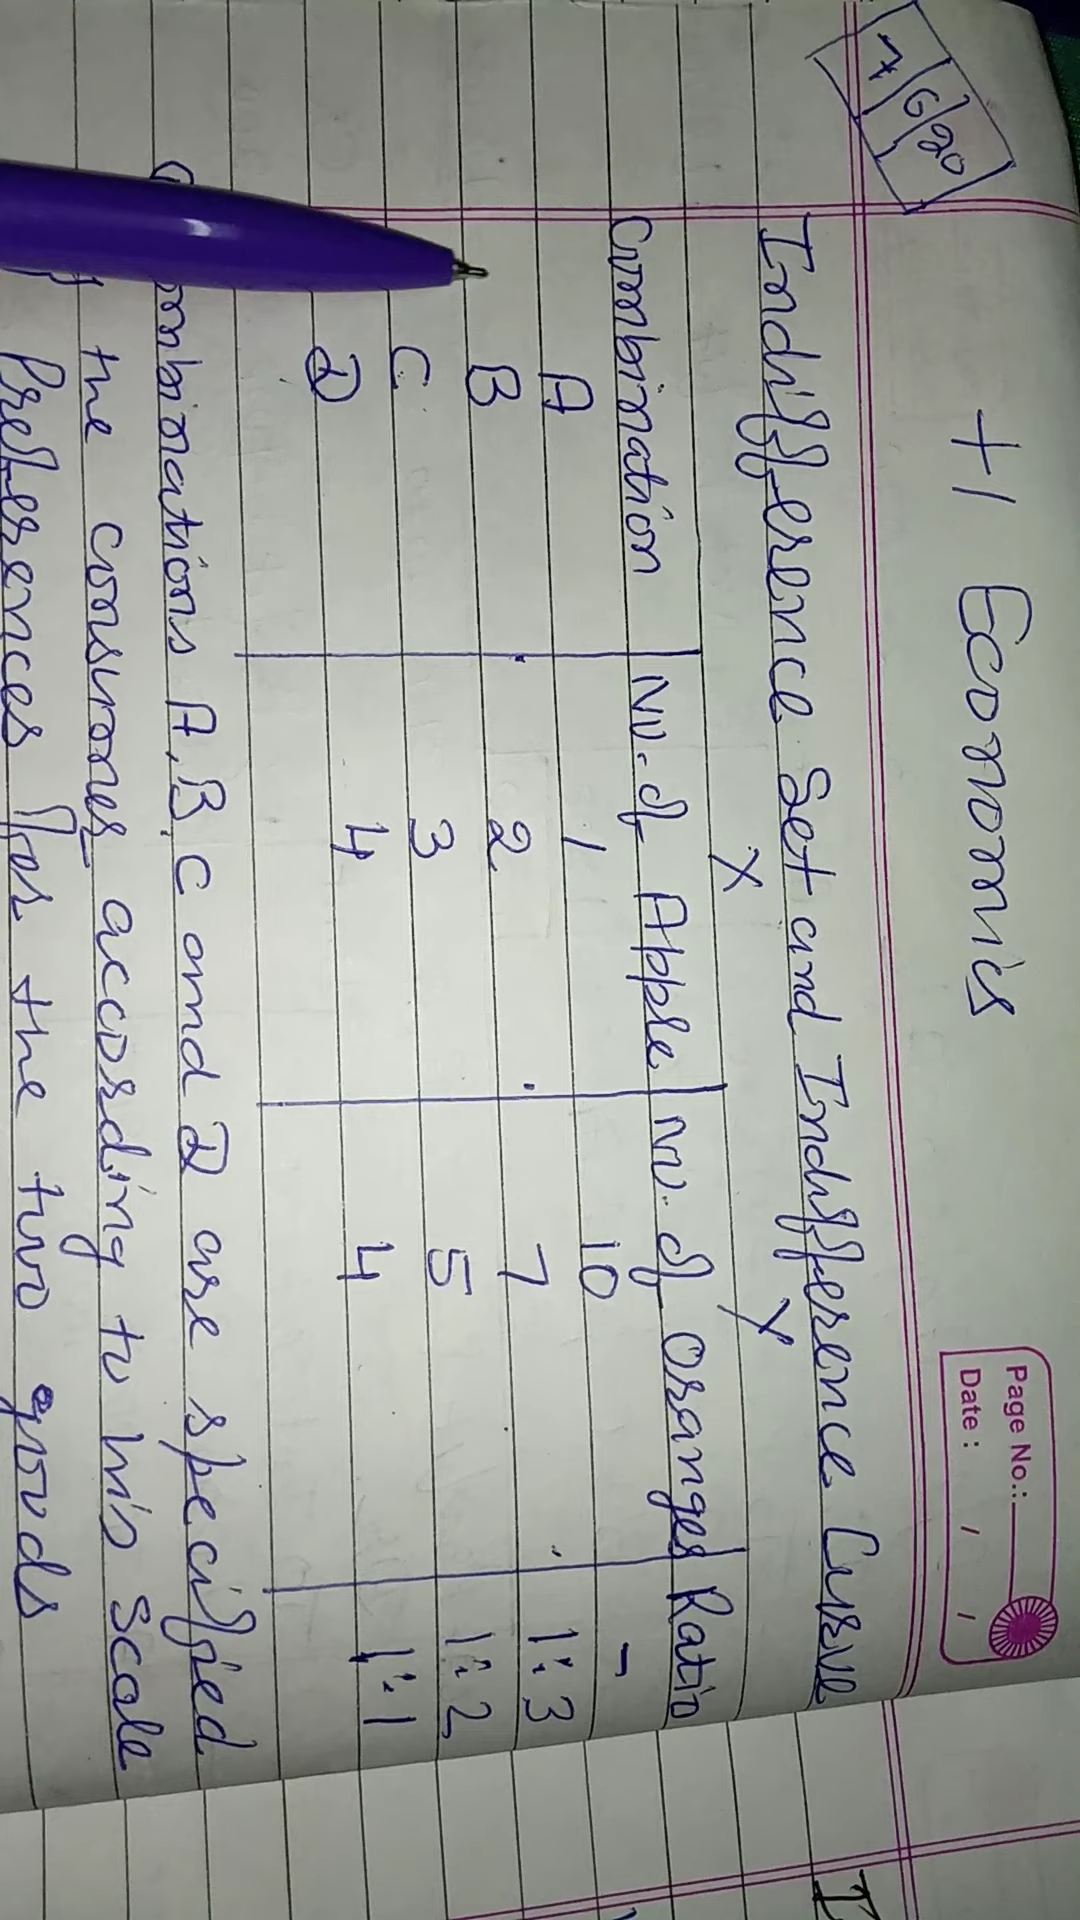 7/6/20
+1 Economics
Page No.:
Date: / /
Indifference Set and Indifference Curve
X Y
Combination No. of Apple No. of Oranges Ratio
A 1 10 -
B 2 7 1:3
C 3 5 1:2
D 4 4 1:1
Combinations A, B, C and D are specified
the consumer according to his scale
Preferences for the two goods